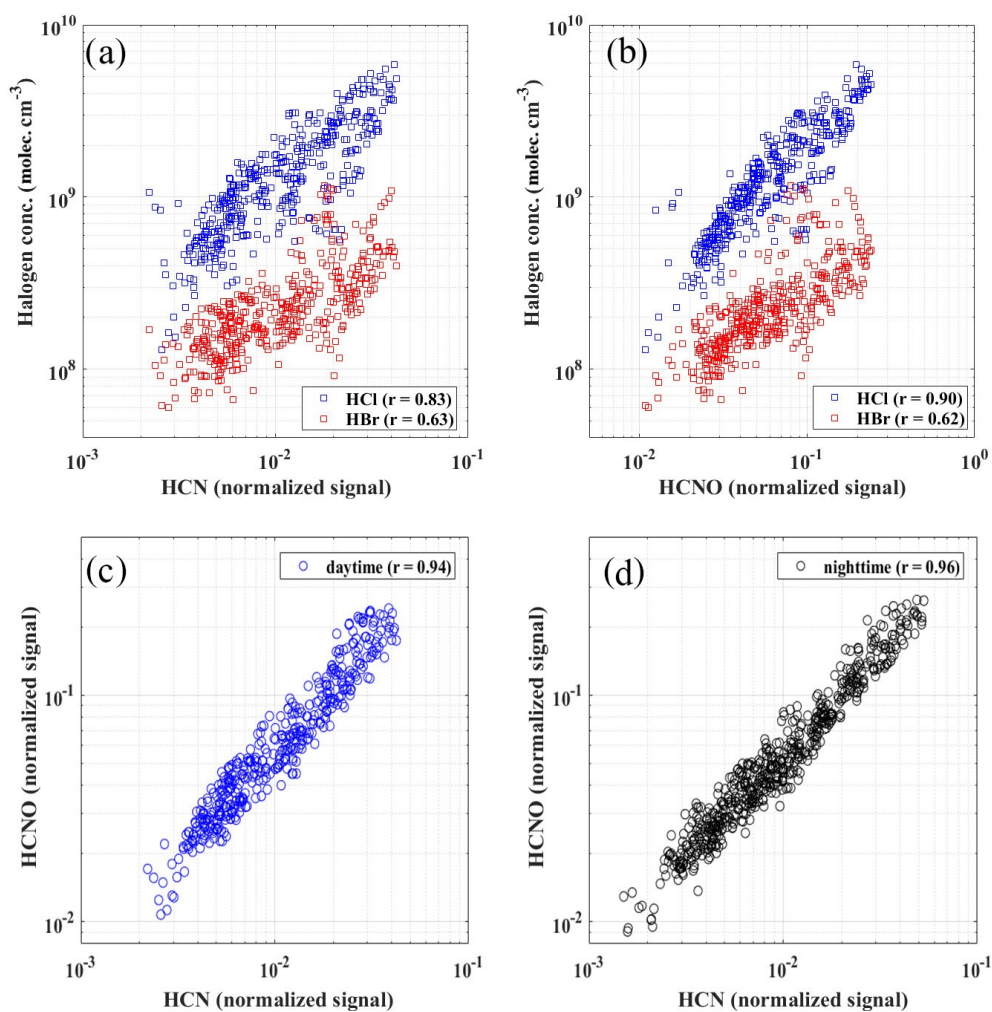 (a)
10^10
10^9
10^8
Halogen conc. (molec. cm^-3)
HCl (r = 0.83)
HBr (r = 0.63)
10^-3
10^-2
10^-1
HCN (normalized signal)
(b)
10^10
10^9
10^8
Halogen conc. (molec. cm^-3)
HCl (r = 0.90)
HBr (r = 0.62)
10^-2
10^-1
10^0
HCNO (normalized signal)
(c)
daytime (r = 0.94)
10^-1
10^-2
HCNO (normalized signal)
10^-3
10^-2
10^-1
HCN (normalized signal)
(d)
nighttime (r = 0.96)
10^-1
10^-2
HCNO (normalized signal)
10^-3
10^-2
10^-1
HCN (normalized signal)